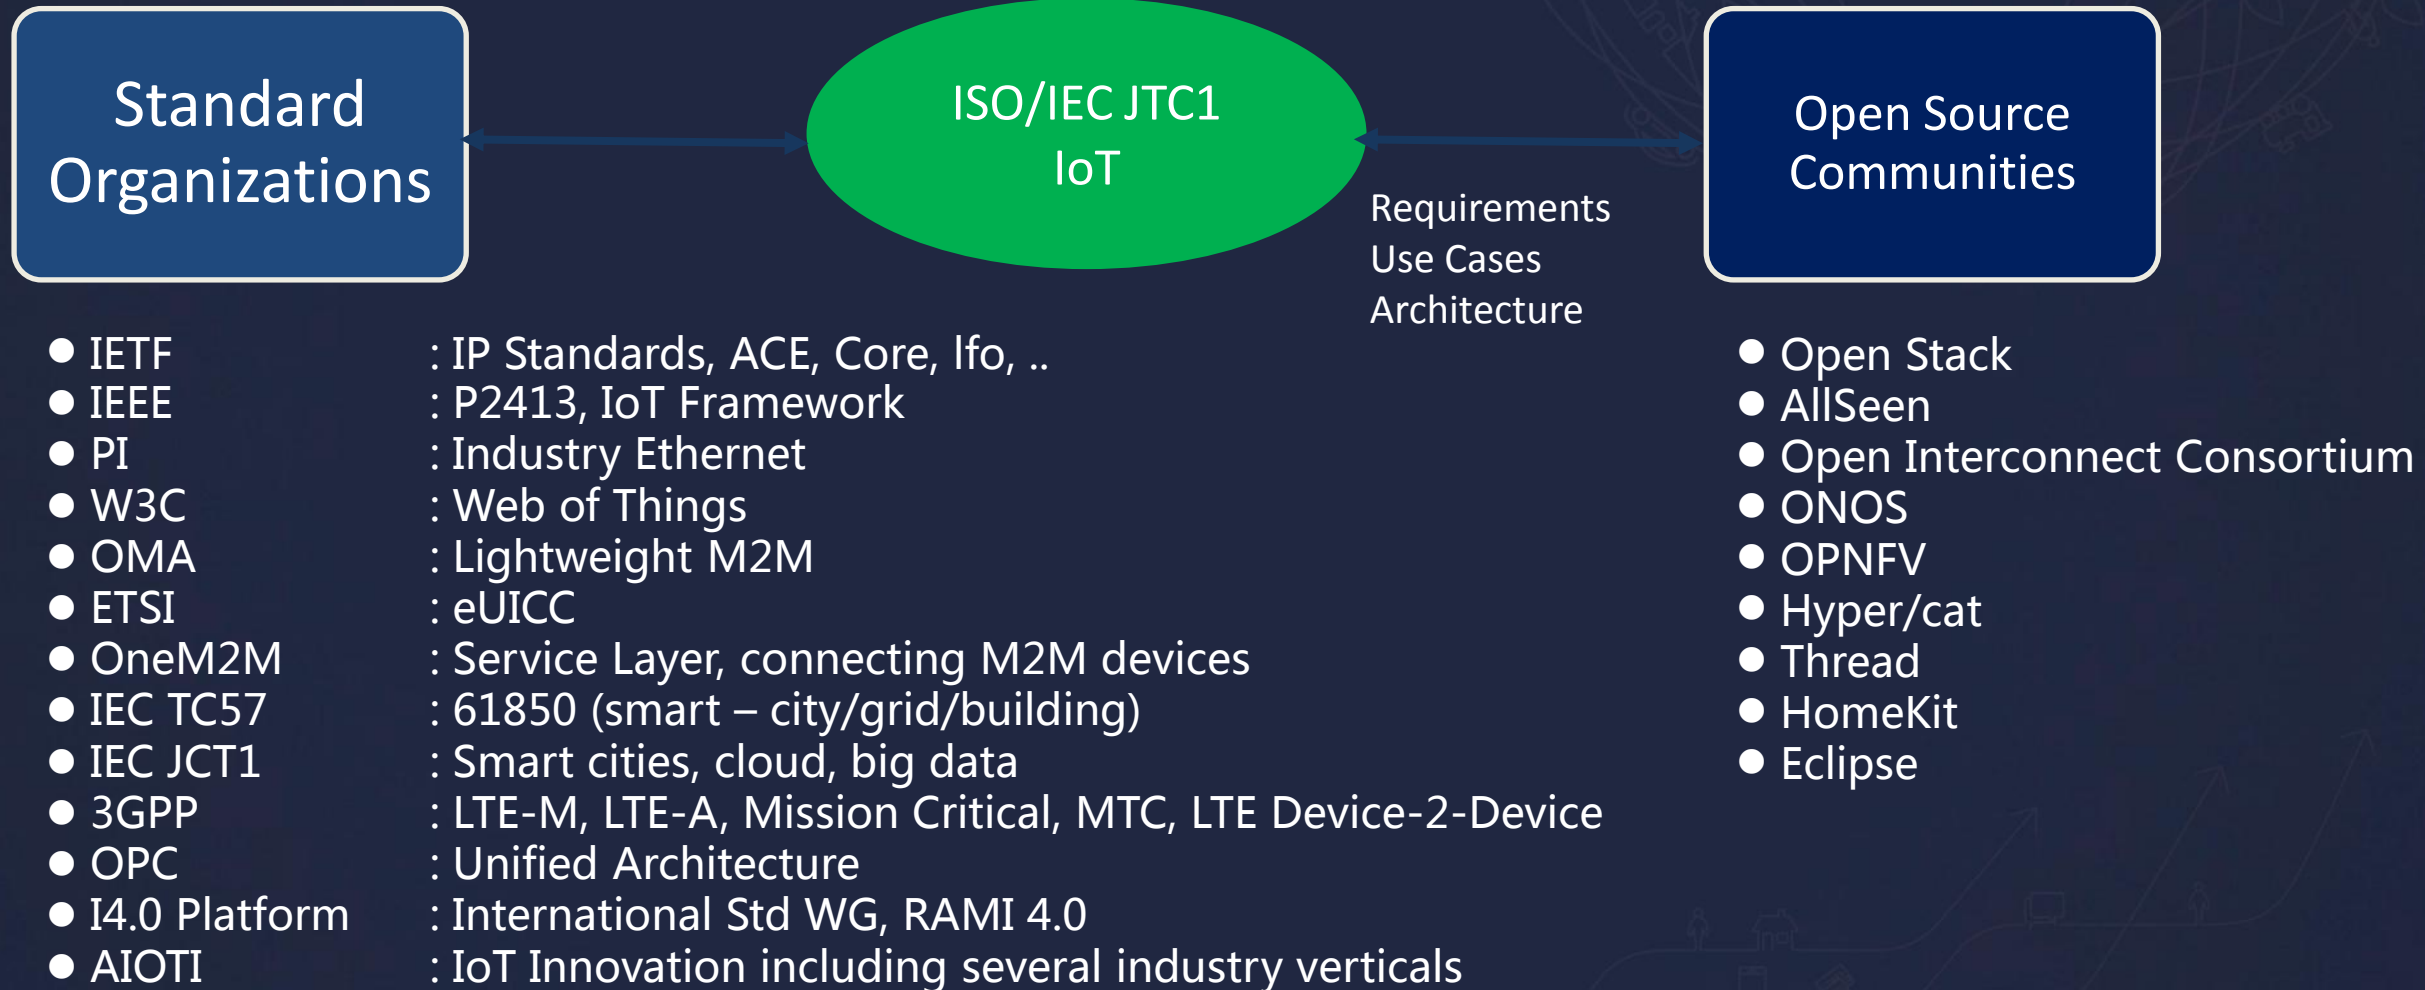 Standard
Organizations
ISO/IEC JTC1
IoT
Open Source
Communities
Requirements
Use Cases
Architecture
● IETF : IP Standards, ACE, Core, lfo, ..
● IEEE : P2413, IoT Framework
● PI : Industry Ethernet
● W3C : Web of Things
● OMA : Lightweight M2M
● ETSI : eUICC
● OneM2M : Service Layer, connecting M2M devices
● IEC TC57 : 61850 (smart – city/grid/building)
● IEC JCT1 : Smart cities, cloud, big data
● 3GPP : LTE-M, LTE-A, Mission Critical, MTC, LTE Device-2-Device
● OPC : Unified Architecture
● I4.0 Platform : International Std WG, RAMI 4.0
● AIOTI : IoT Innovation including several industry verticals
● Open Stack
● AllSeen
● Open Interconnect Consortium
● ONOS
● OPNFV
● Hyper/cat
● Thread
● HomeKit
● Eclipse